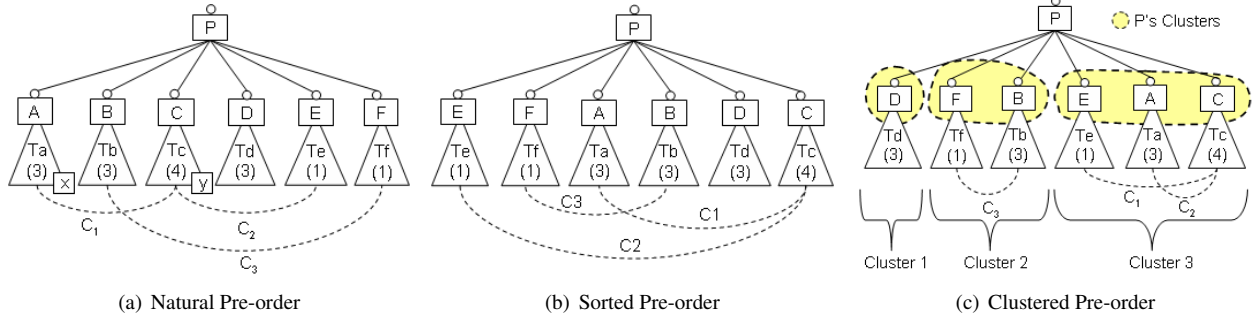 P
A B C D E F
Ta Tb Tc Td Te Tf
(3) (3) (4) (3) (1) (1)
x y
C1 C2
C3
(a) Natural Pre-order
P
E F A B D C
Te Tf Ta Tb Td Tc
(1) (1) (3) (3) (3) (4)
C3 C1
C2
(b) Sorted Pre-order
P
P's Clusters
D F B E A C
Td Tf Tb Te Ta Tc
(3) (1) (3) (1) (3) (4)
C3 C1 C2
Cluster 1 Cluster 2 Cluster 3
(c) Clustered Pre-order